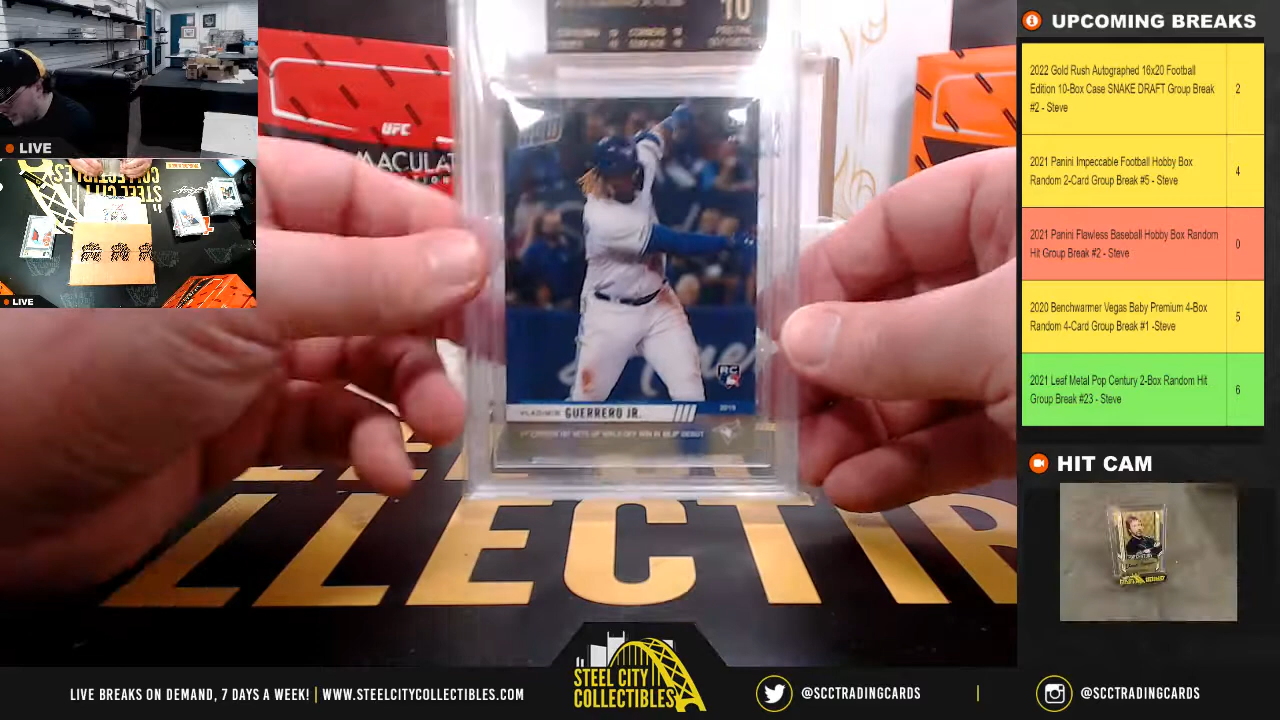 LIVE
LIVE
UFC
10
PRISTINE
RC
VLADIMIR GUERRERO JR.
2019
LLECTIR
UPCOMING BREAKS
2022 Gold Rush Autographed 16x20 Football
Edition 10-Box Case SNAKE DRAFT Group Break
#2 - Steve
2
2021 Panini Impeccable Football Hobby Box
Random 2-Card Group Break #5 - Steve
4
2021 Panini Flawless Baseball Hobby Box Random
Hit Group Break #2 - Steve
0
2020 Benchwarmer Vegas Baby Premium 4-Box
Random 4-Card Group Break #1 -Steve
5
2021 Leaf Metal Pop Century 2-Box Random Hit
Group Break #23 - Steve
6
HIT CAM
LIVE BREAKS ON DEMAND, 7 DAYS A WEEK! | WWW.STEELCITYCOLLECTIBLES.COM
STEEL CITY
COLLECTIBLES
@SCCTRADINGCARDS
@SCCTRADINGCARDS